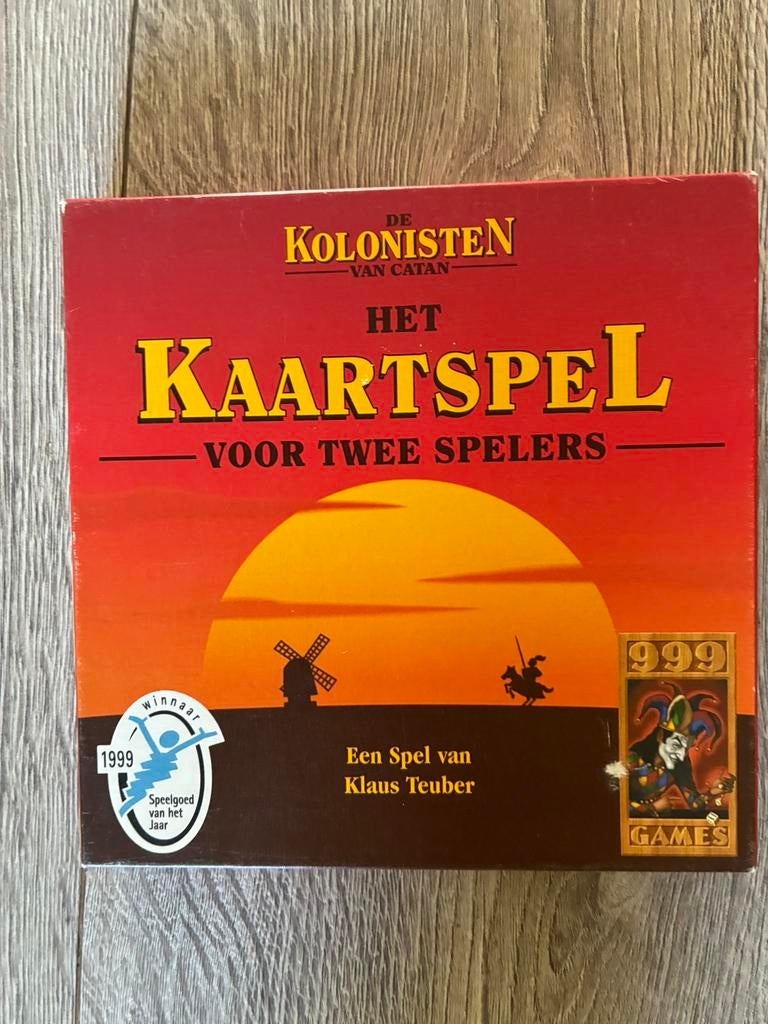 DE
KOLONISTEN
VAN CATAN
HET
KAARTSPEL
VOOR TWEE SPELERS
999
winnaar
1999
Een Spel van
Klaus Teuber
Speelgoed
van het
Jaar
GAMES